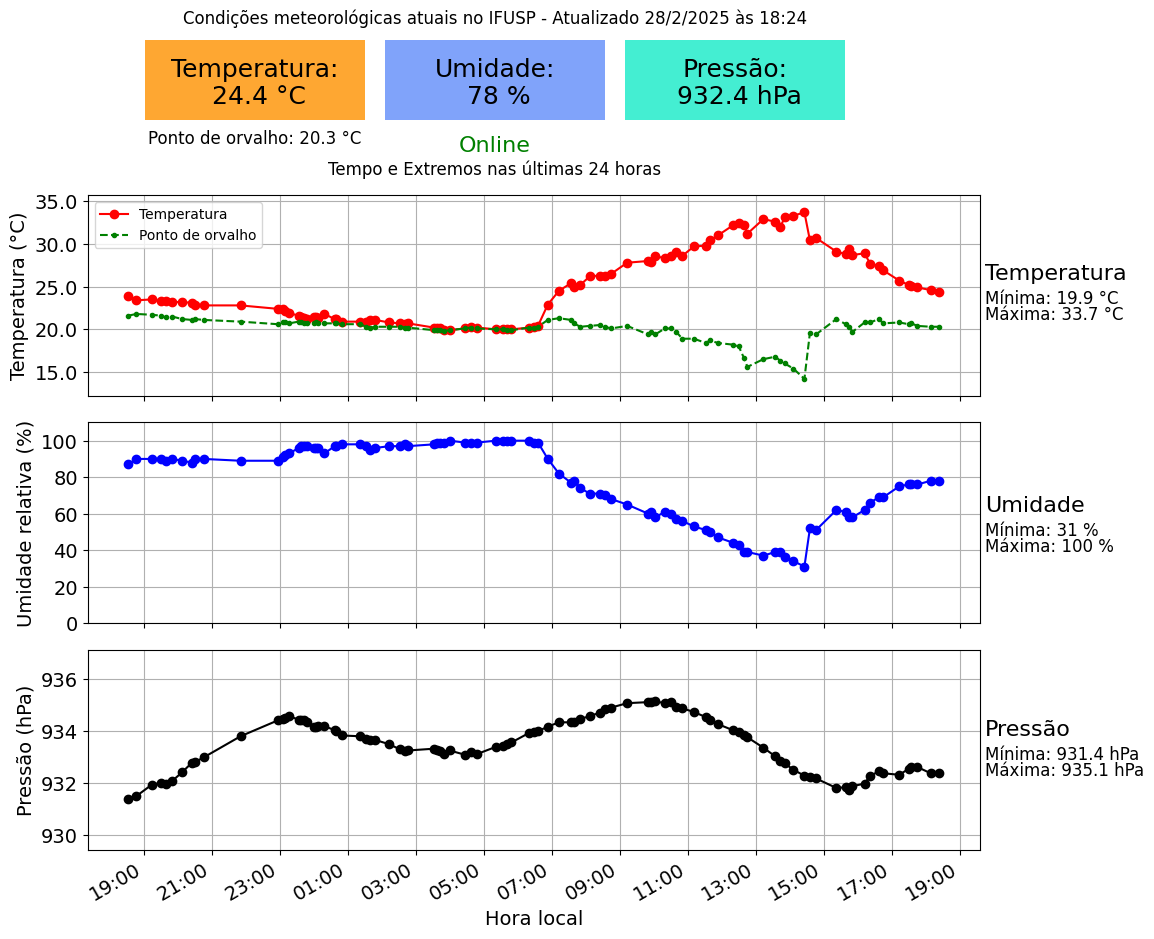 Condições meteorológicas atuais no IFUSP - Atualizado 28/2/2025 às 18:24
Temperatura:
24.4 °C
Umidade:
78 %
Pressão:
932.4 hPa
Ponto de orvalho: 20.3 °C
Online
Tempo e Extremos nas últimas 24 horas
Temperatura (°C)
35.0
30.0
25.0
20.0
15.0
Temperatura
Ponto de orvalho
Temperatura
Mínima: 19.9 °C
Máxima: 33.7 °C
Umidade relativa (%)
100
80
60
40
20
0
Umidade
Mínima: 31 %
Máxima: 100 %
Pressão (hPa)
936
934
932
930
Pressão
Mínima: 931.4 hPa
Máxima: 935.1 hPa
19:00 21:00 23:00 01:00 03:00 05:00 07:00 09:00 11:00 13:00 15:00 17:00 19:00
Hora local